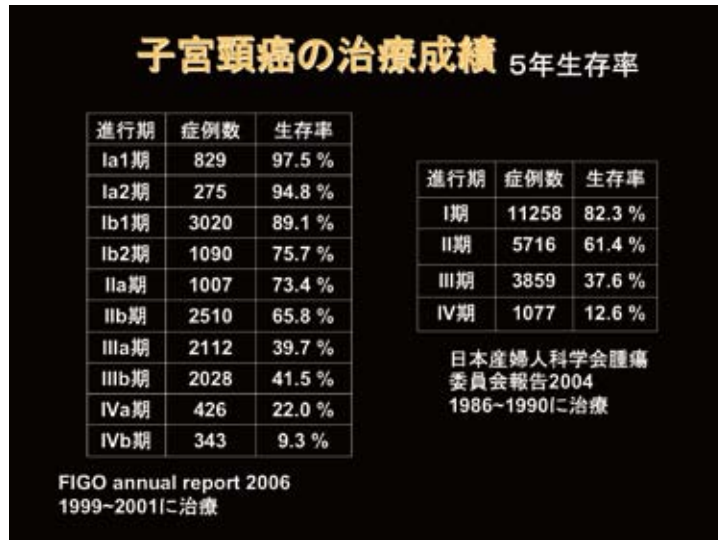 子宮頸癌の治療成績 5年生存率
進行期 症例数 生存率
Ia1期 829 97.5 %
Ia2期 275 94.8 %
Ib1期 3020 89.1 %
Ib2期 1090 75.7 %
IIa期 1007 73.4 %
IIb期 2510 65.8 %
IIIa期 2112 39.7 %
IIIb期 2028 41.5 %
IVa期 426 22.0 %
IVb期 343 9.3 %
FIGO annual report 2006
1999~2001に治療
進行期 症例数 生存率
I期 11258 82.3 %
II期 5716 61.4 %
III期 3859 37.6 %
IV期 1077 12.6 %
日本産婦人科学会腫瘍
委員会報告2004
1986~1990に治療